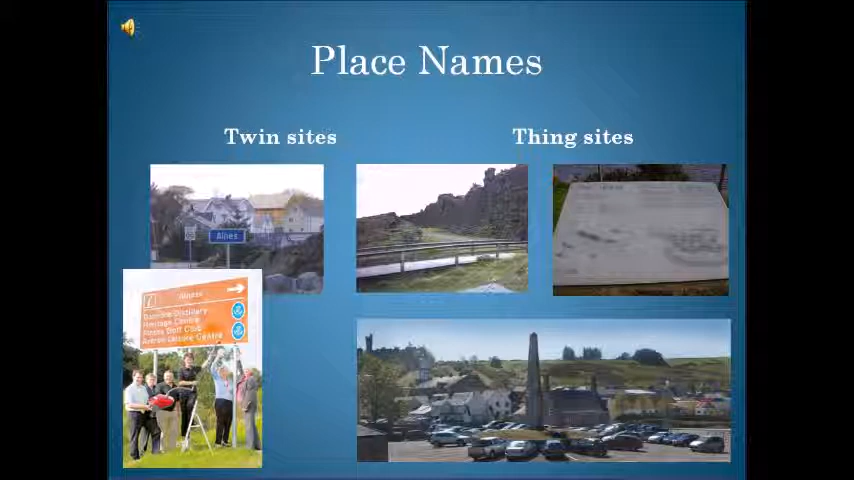 Place Names
Twin sites
Thing sites
Alnes
Alness
Dalmore Distillery
Heritage Centre
Alness Golf Club
Averon Leisure Centre